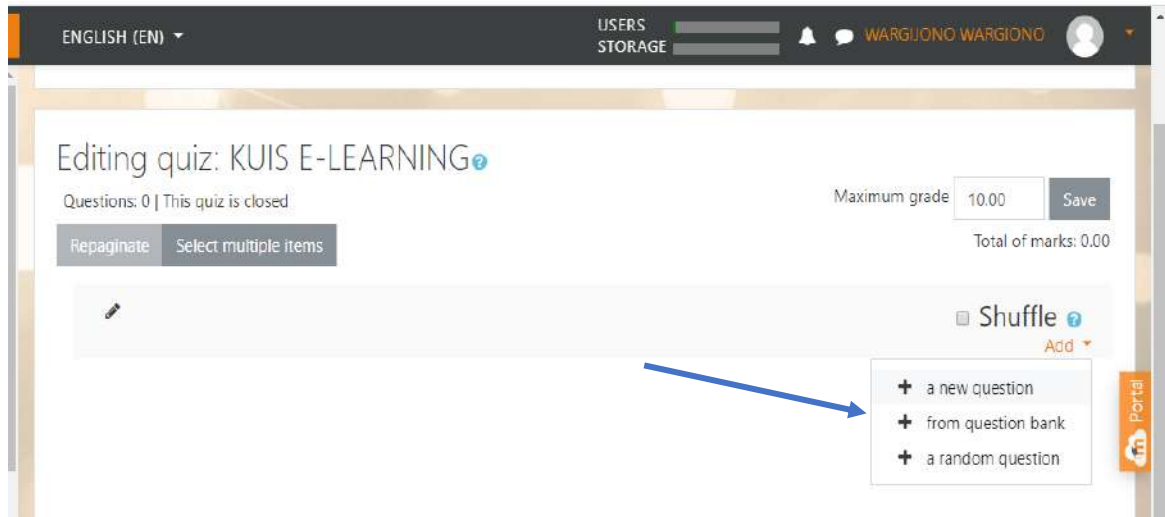 ENGLISH (EN)
USERS
STORAGE
WARGIJONO WARGIONO
Editing quiz: KUIS E-LEARNING
Questions: 0 | This quiz is closed
Maximum grade 10.00 Save
Repaginate Select multiple items
Total of marks: 0.00
Shuffle
Add
+ a new question
+ from question bank
+ a random question
m Portal